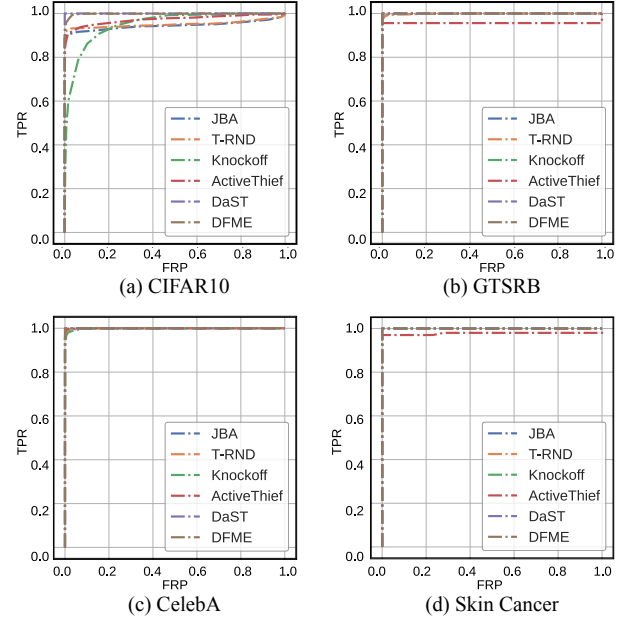 1.0
0.8
0.6
0.4
0.2
0.0
TPR
JBA
T-RND
Knockoff
ActiveThief
DaST
DFME
0.0 0.2 0.4 0.6 0.8 1.0
FRP
(a) CIFAR10
1.0
0.8
0.6
0.4
0.2
0.0
TPR
JBA
T-RND
Knockoff
ActiveThief
DaST
DFME
0.0 0.2 0.4 0.6 0.8 1.0
FRP
(b) GTSRB
1.0
0.8
0.6
0.4
0.2
0.0
TPR
JBA
T-RND
Knockoff
ActiveThief
DaST
DFME
0.0 0.2 0.4 0.6 0.8 1.0
FRP
(c) CelebA
1.0
0.8
0.6
0.4
0.2
0.0
TPR
JBA
T-RND
Knockoff
ActiveThief
DaST
DFME
0.0 0.2 0.4 0.6 0.8 1.0
FRP
(d) Skin Cancer